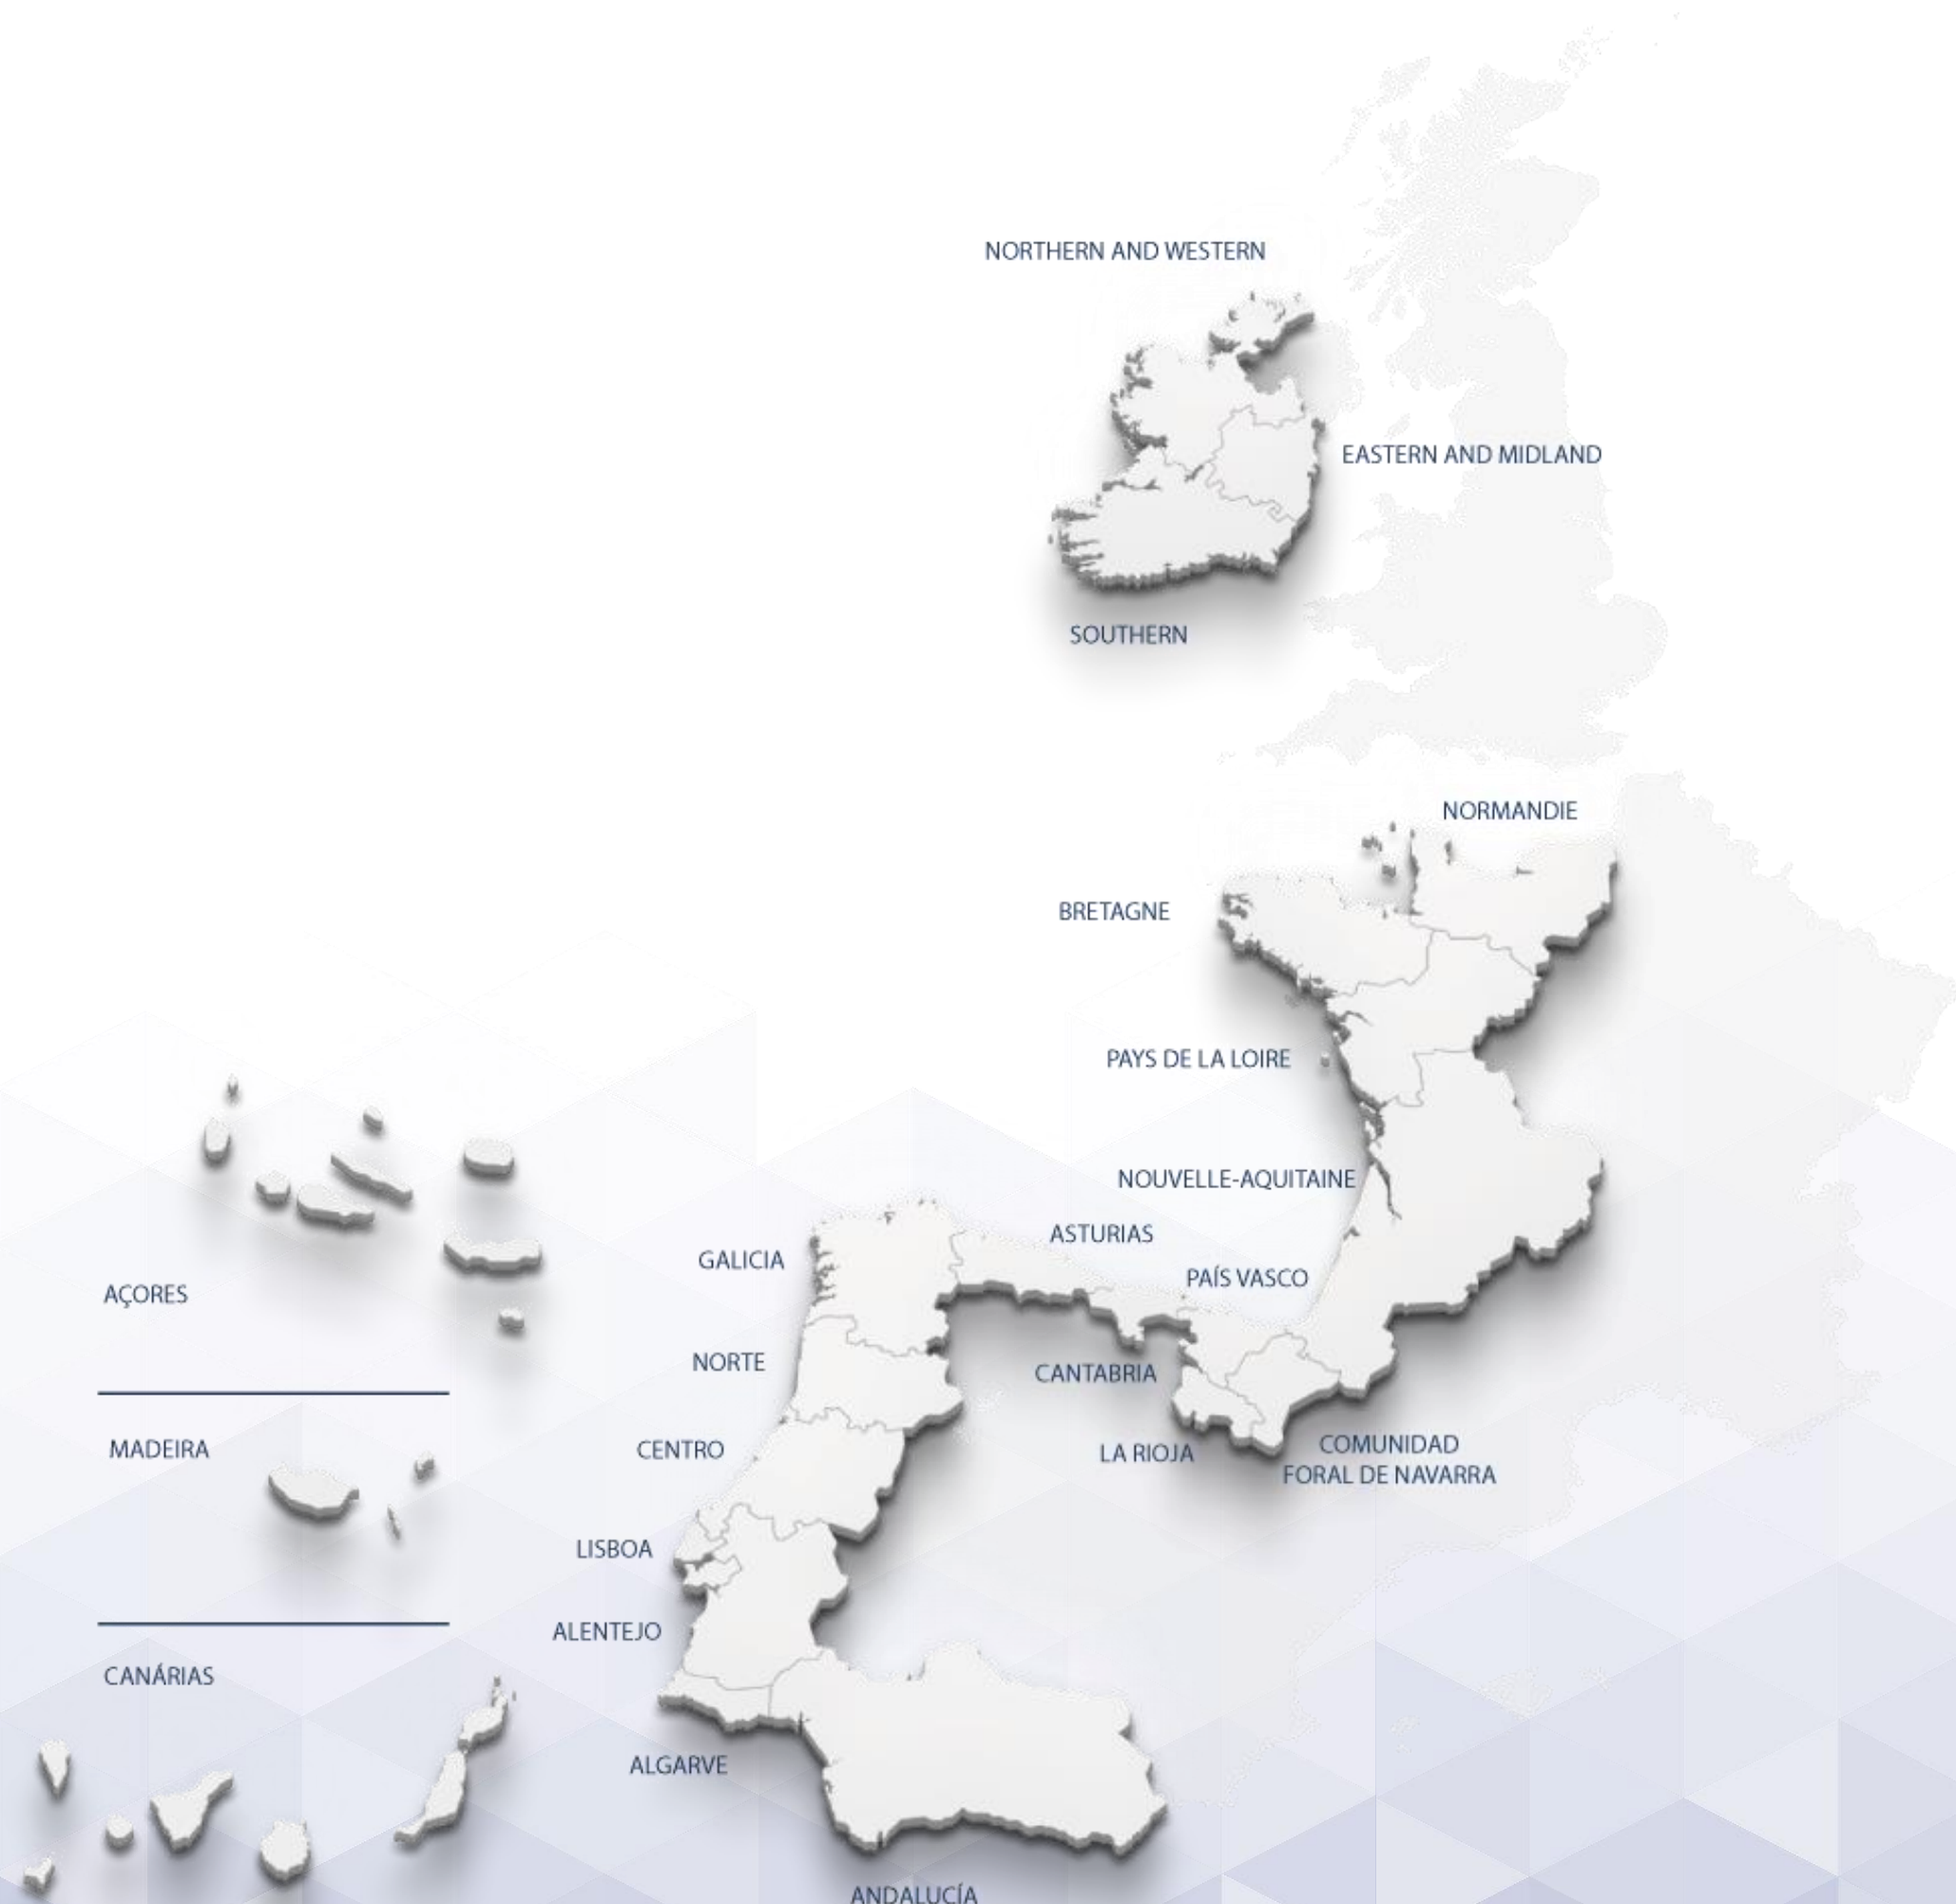 NORTHERN AND WESTERN
EASTERN AND MIDLAND
SOUTHERN
NORMANDIE
BRETAGNE
PAYS DE LA LOIRE
NOUVELLE-AQUITAINE
ASTURIAS
GALICIA
PAÍS VASCO
AÇORES
NORTE
CANTABRIA
COMUNIDAD
FORAL DE NAVARRA
MADEIRA
CENTRO
LA RIOJA
LISBOA
ALENTEJO
CANÁRIAS
ALGARVE
ANDALUCÍA